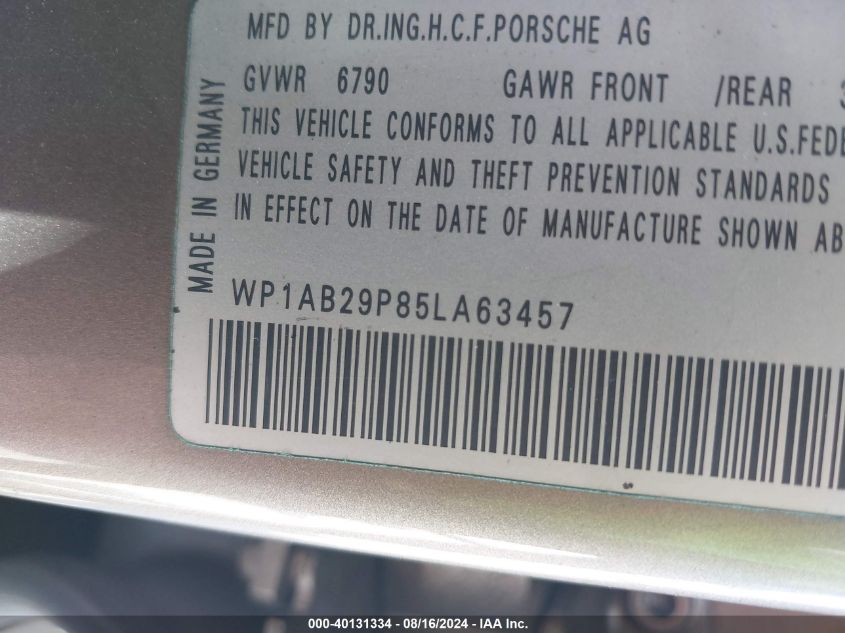 MFD BY DR.ING.H.C.F.PORSCHE AG
GVWR 6790 GAWR FRONT /REAR
THIS VEHICLE CONFORMS TO ALL APPLICABLE U.S.FEDE
VEHICLE SAFETY AND THEFT PREVENTION STANDARDS
IN EFFECT ON THE DATE OF MANUFACTURE SHOWN AB
MADE IN GERMANY
WP1AB29P85LA63457
000-40131334 - 08/16/2024 - IAA Inc.